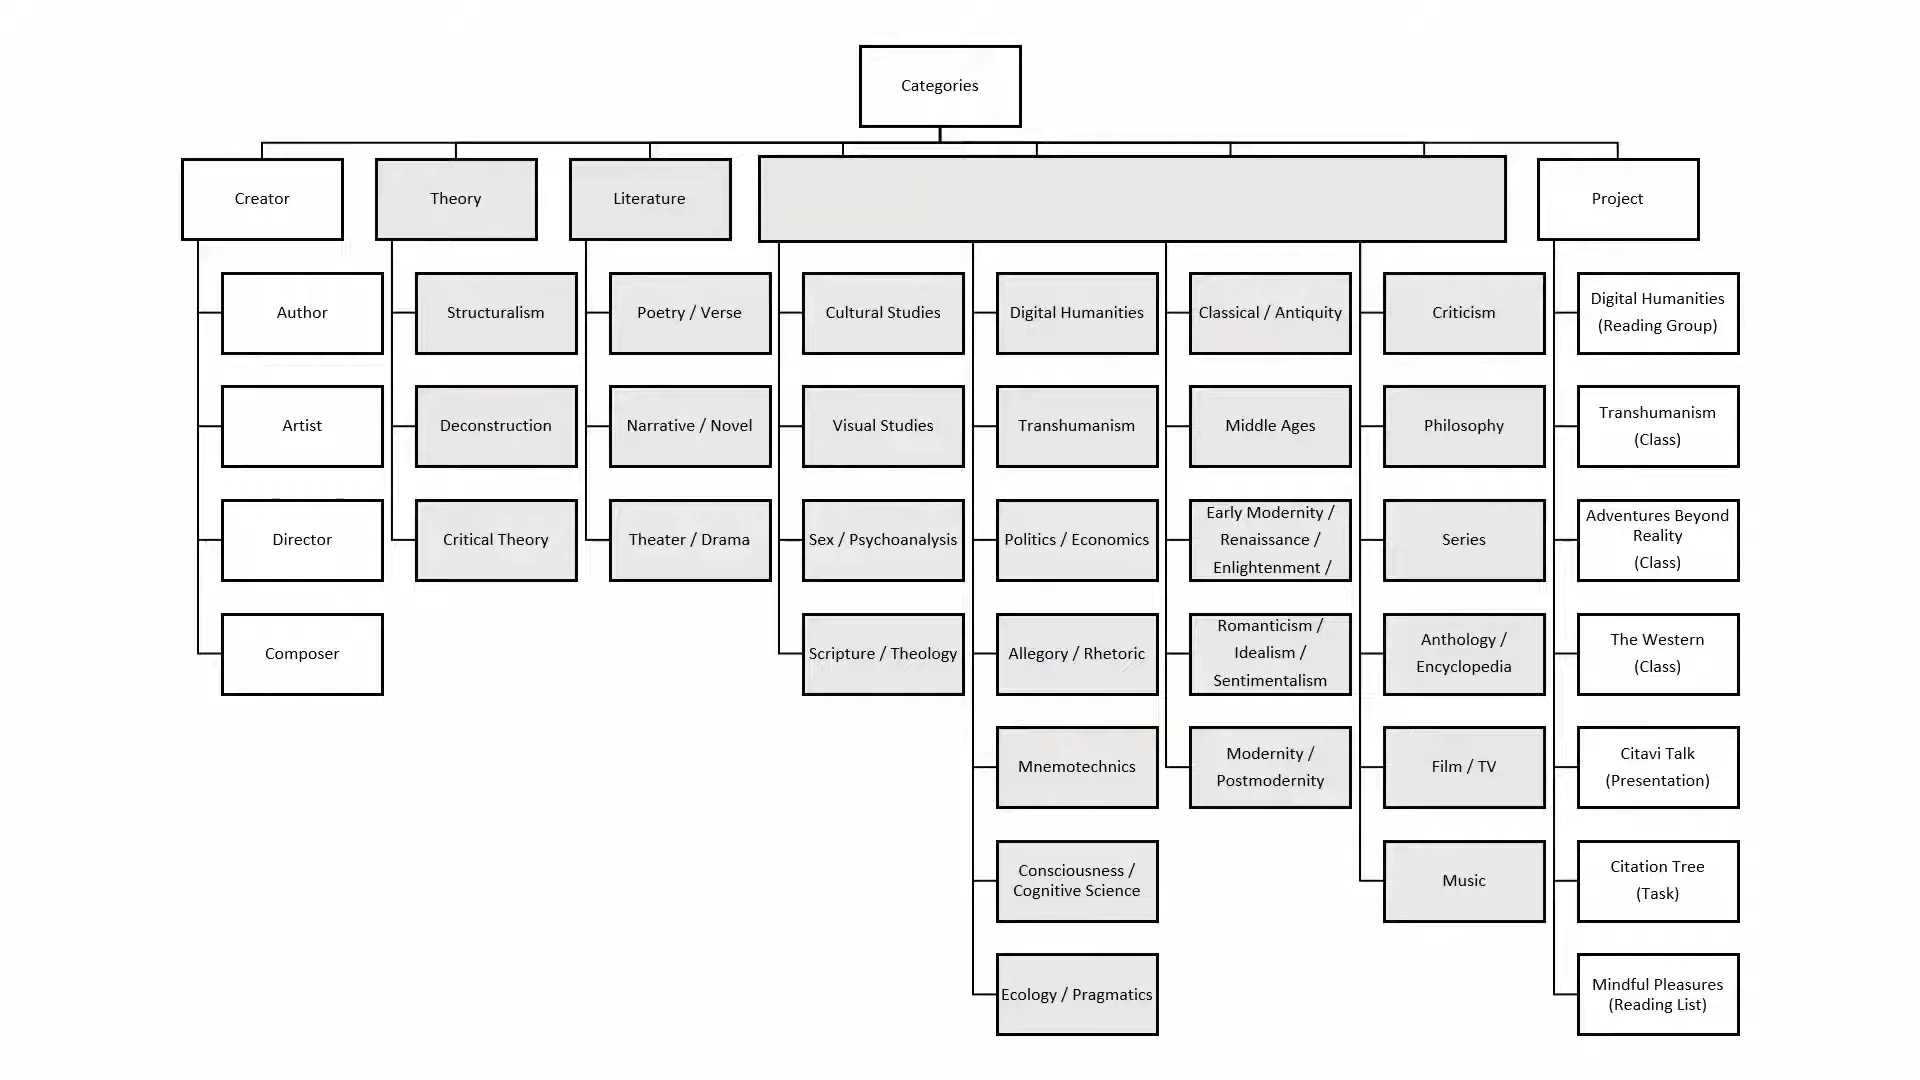 Categories
Creator
Theory
Literature
Project
Author
Artist
Director
Composer
Structuralism
Deconstruction
Critical Theory
Poetry / Verse
Narrative / Novel
Theater / Drama
Cultural Studies
Visual Studies
Sex / Psychoanalysis
Scripture / Theology
Digital Humanities
Transhumanism
Politics / Economics
Allegory / Rhetoric
Mnemotechnics
Consciousness /
Cognitive Science
Ecology / Pragmatics
Classical / Antiquity
Middle Ages
Early Modernity /
Renaissance /
Enlightenment /
Romanticism /
Idealism /
Sentimentalism
Modernity /
Postmodernity
Criticism
Philosophy
Series
Anthology /
Encyclopedia
Film / TV
Music
Digital Humanities
(Reading Group)
Transhumanism
(Class)
Adventures Beyond
Reality
(Class)
The Western
(Class)
Citavi Talk
(Presentation)
Citation Tree
(Task)
Mindful Pleasures
(Reading List)